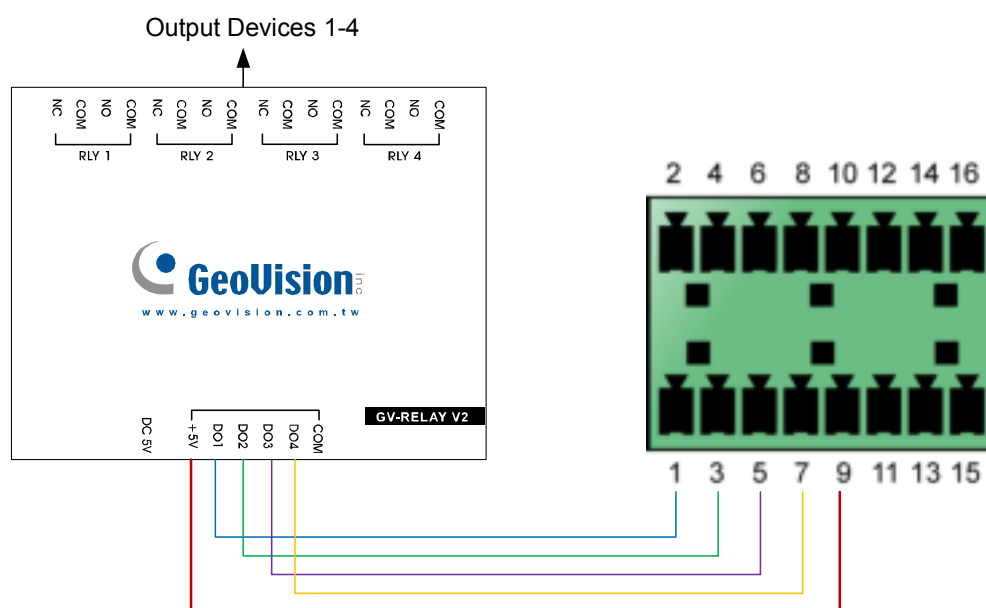 Output Devices 1-4
NC COM NO COM NC COM NO COM NC COM NO COM NC COM NO COM
RLY 1 RLY 2 RLY 3 RLY 4
2 4 6 8 10 12 14 16
GeoVision inc
www.geovision.com.tw
GV-RELAY V2
DC 5V +5V DO1 DO2 DO3 DO4 COM
1 3 5 7 9 11 13 15